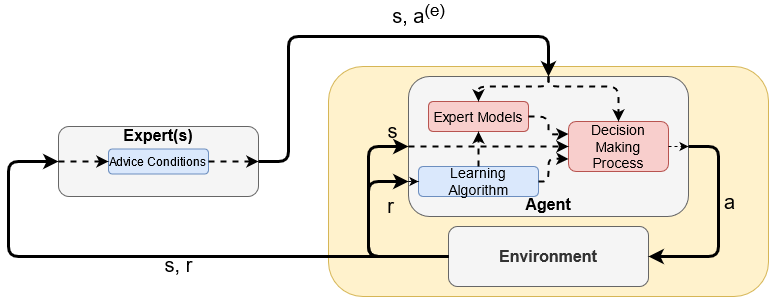 s, a(e)
Expert(s)
Advice Conditions
Expert Models
Decision
Making
Process
s
Learning
Algorithm
r
Agent
a
Environment
s, r